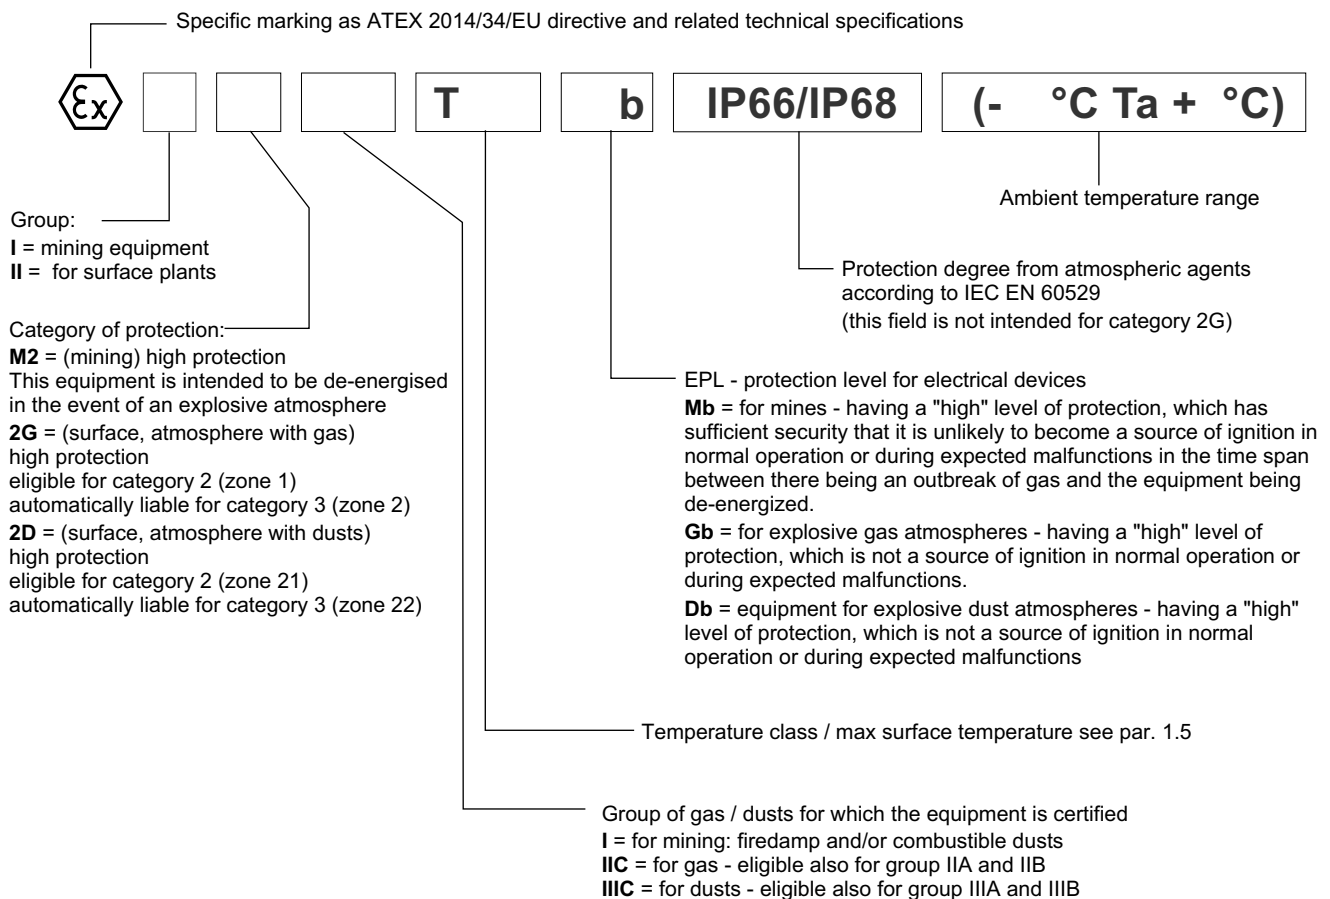 Specific marking as ATEX 2014/34/EU directive and related technical specifications
Ex T b IP66/IP68 (- °C Ta + °C)
Ambient temperature range
Group:
I = mining equipment
II = for surface plants
Protection degree from atmospheric agents
according to IEC EN 60529
(this field is not intended for category 2G)
Category of protection:
M2 = (mining) high protection
This equipment is intended to be de-energised
in the event of an explosive atmosphere
2G = (surface, atmosphere with gas)
high protection
eligible for category 2 (zone 1)
automatically liable for category 3 (zone 2)
2D = (surface, atmosphere with dusts)
high protection
eligible for category 2 (zone 21)
automatically liable for category 3 (zone 22)
EPL - protection level for electrical devices
Mb = for mines - having a "high" level of protection, which has
sufficient security that it is unlikely to become a source of ignition in
normal operation or during expected malfunctions in the time span
between there being an outbreak of gas and the equipment being
de-energized.
Gb = for explosive gas atmospheres - having a "high" level of
protection, which is not a source of ignition in normal operation or
during expected malfunctions.
Db = equipment for explosive dust atmospheres - having a "high"
level of protection, which is not a source of ignition in normal
operation or during expected malfunctions
Temperature class / max surface temperature see par. 1.5
Group of gas / dusts for which the equipment is certified
I = for mining: firedamp and/or combustible dusts
IIC = for gas - eligible also for group IIA and IIB
IIIC = for dusts - eligible also for group IIIA and IIIB